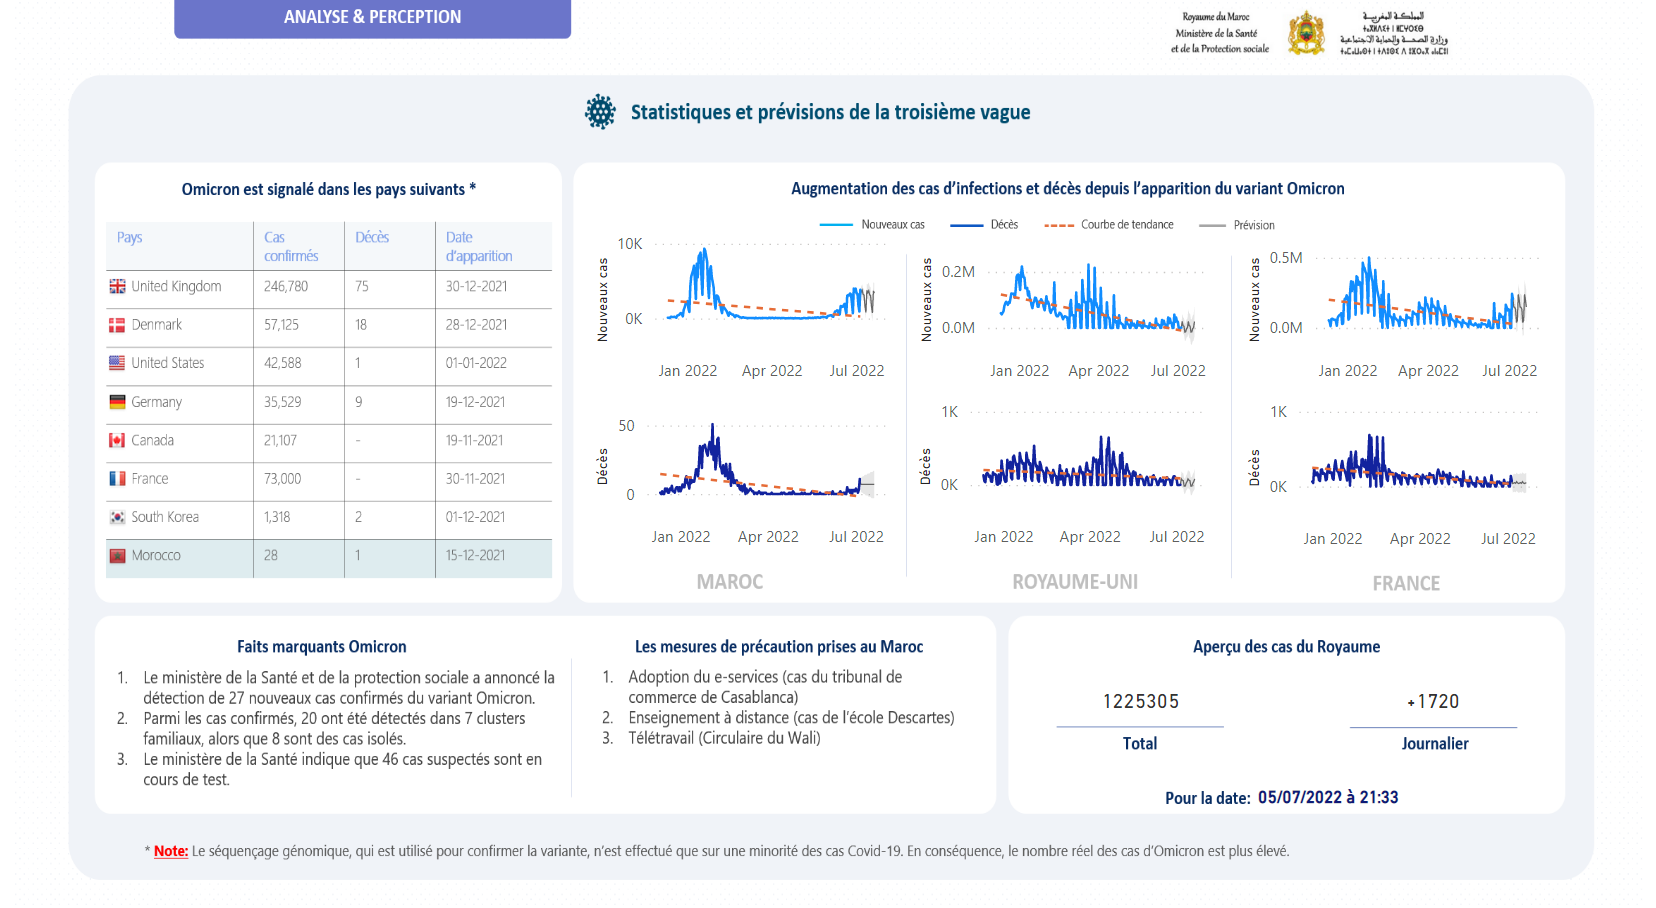 ANALYSE & PERCEPTION
Royaume du Maroc
Ministère de la Santé
et de la Protection sociale
المملكة المغربية
ⵜⴰⴳⵍⴷⵉⵜ ⵏ ⵍⵎⵖⵔⵉⴱ
وزارة الصحة والحماية الاجتماعية
Statistiques et prévisions de la troisième vague
Omicron est signalé dans les pays suivants *
Pays Cas confirmés Décès Date d'apparition
United Kingdom 246,780 75 30-12-2021
Denmark 57,125 18 28-12-2021
United States 42,588 1 01-01-2022
Germany 35,529 9 19-12-2021
Canada 21,107 - 19-11-2021
France 73,000 - 30-11-2021
South Korea 1,318 2 01-12-2021
Morocco 28 1 15-12-2021
Augmentation des cas d'infections et décès depuis l'apparition du variant Omicron
Nouveaux cas Décès Courbe de tendance Prévision
Nouveaux cas
10K
0K
Jan 2022 Apr 2022 Jul 2022
Décès
50
0
Jan 2022 Apr 2022 Jul 2022
MAROC
Nouveaux cas
0.2M
0.0M
Jan 2022 Apr 2022 Jul 2022
Décès
1K
0K
Jan 2022 Apr 2022 Jul 2022
ROYAUME-UNI
Nouveaux cas
0.5M
0.0M
Jan 2022 Apr 2022 Jul 2022
Décès
1K
0K
Jan 2022 Apr 2022 Jul 2022
FRANCE
Faits marquants Omicron
1. Le ministère de la Santé et de la protection sociale a annoncé la
détection de 27 nouveaux cas confirmés du variant Omicron.
2. Parmi les cas confirmés, 20 ont été détectés dans 7 clusters
familiaux, alors que 8 sont des cas isolés.
3. Le ministère de la Santé indique que 46 cas suspectés sont en
cours de test.
Les mesures de précaution prises au Maroc
1. Adoption du e-services (cas du tribunal de
commerce de Casablanca)
2. Enseignement à distance (cas de l'école Descartes)
3. Télétravail (Circulaire du Wali)
Aperçu des cas du Royaume
1225305 +1720
Total Journalier
Pour la date: 05/07/2022 à 21:33
* Note: Le séquençage génomique, qui est utilisé pour confirmer la variante, n'est effectué que sur une minorité des cas Covid-19. En conséquence, le nombre réel des cas d'Omicron est plus élevé.